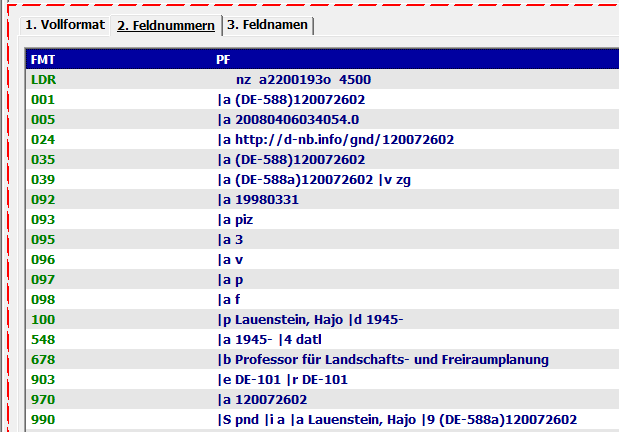 1. Vollformat 2. Feldnummern 3. Feldnamen
FMT PF
LDR nz a2200193o 4500
001 |a (DE-588)120072602
005 |a 20080406034054.0
024 |a http://d-nb.info/gnd/120072602
035 |a (DE-588)120072602
039 |a (DE-588a)120072602 |v zg
092 |a 19980331
093 |a piz
095 |a 3
096 |a v
097 |a p
098 |a f
100 |p Lauenstein, Hajo |d 1945-
548 |a 1945- |4 datl
678 |b Professor für Landschafts- und Freiraumplanung
903 |e DE-101 |r DE-101
970 |a 120072602
990 |S pnd |i a |a Lauenstein, Hajo |9 (DE-588a)120072602